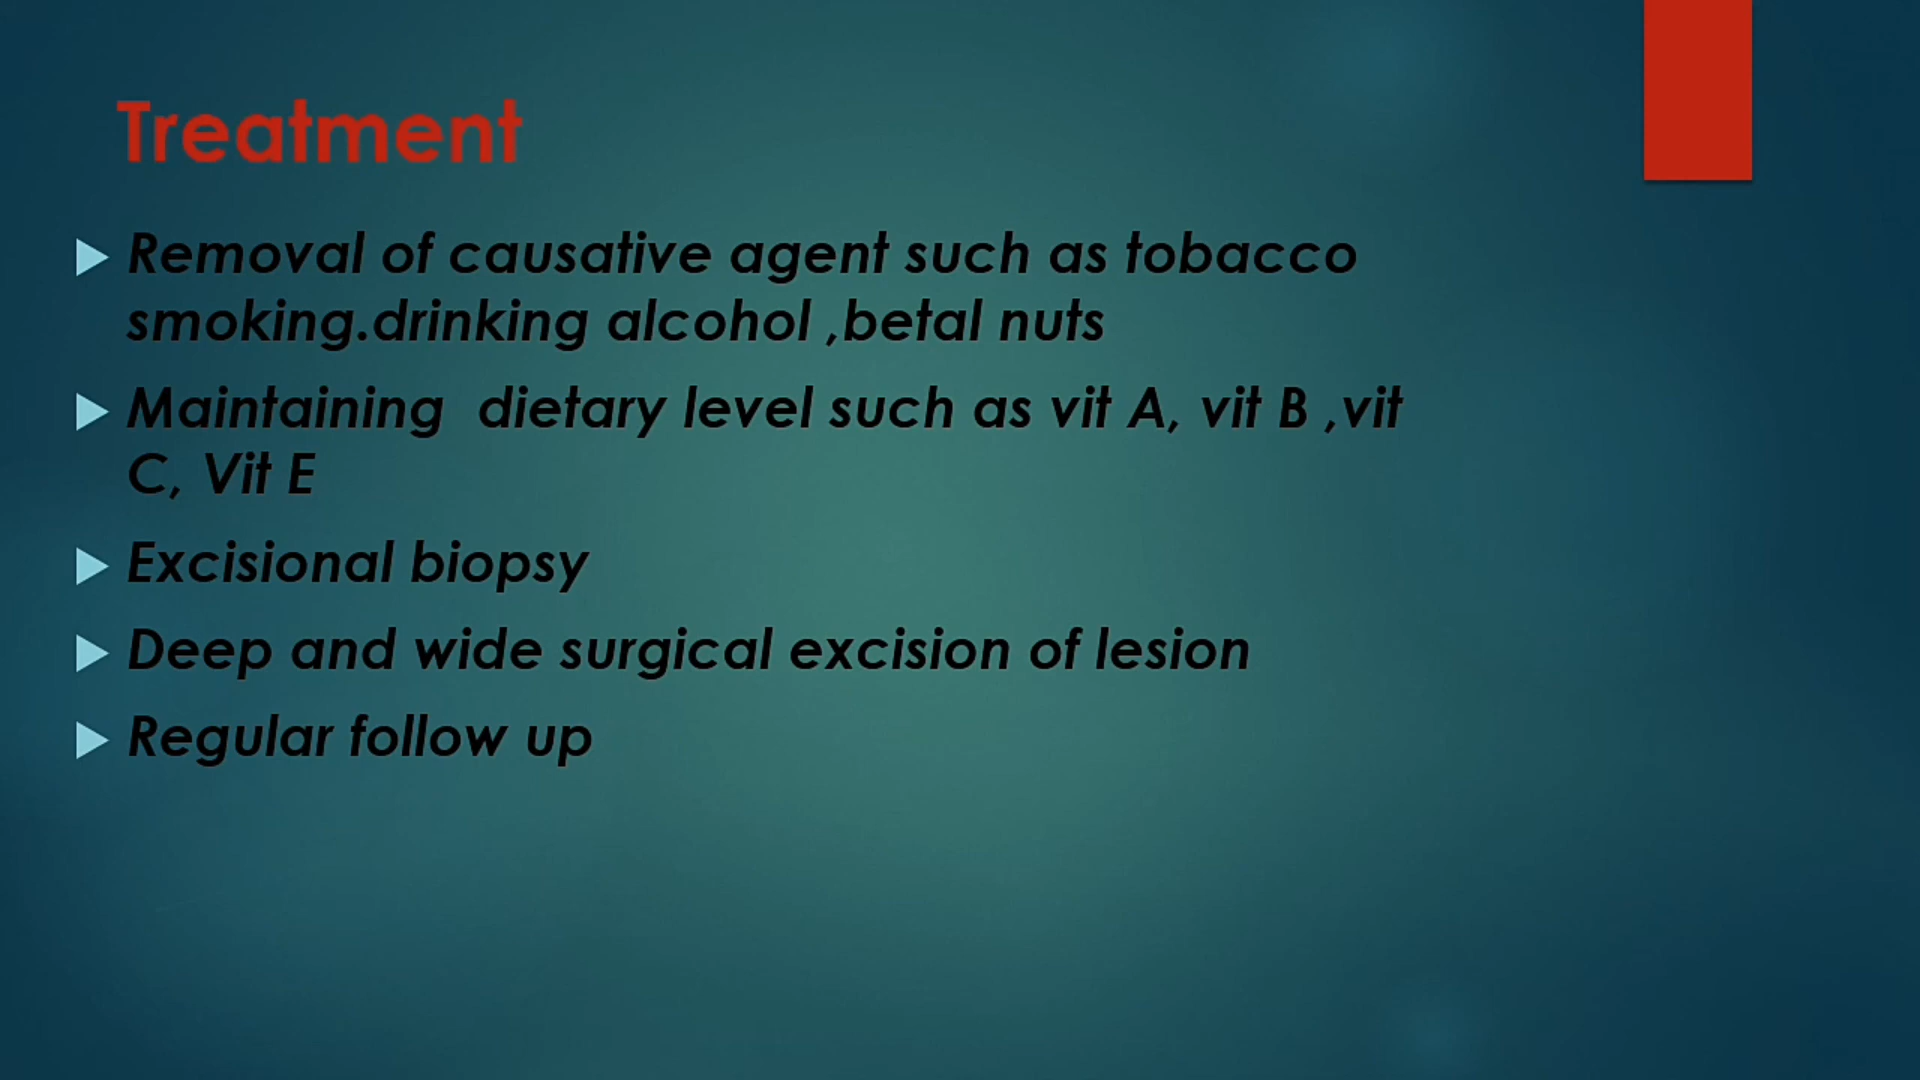 Treatment
Removal of causative agent such as tobacco
smoking.drinking alcohol ,betal nuts
Maintaining  dietary level such as vit A, vit B ,vit
C, Vit E
Excisional biopsy
Deep and wide surgical excision of lesion
Regular follow up